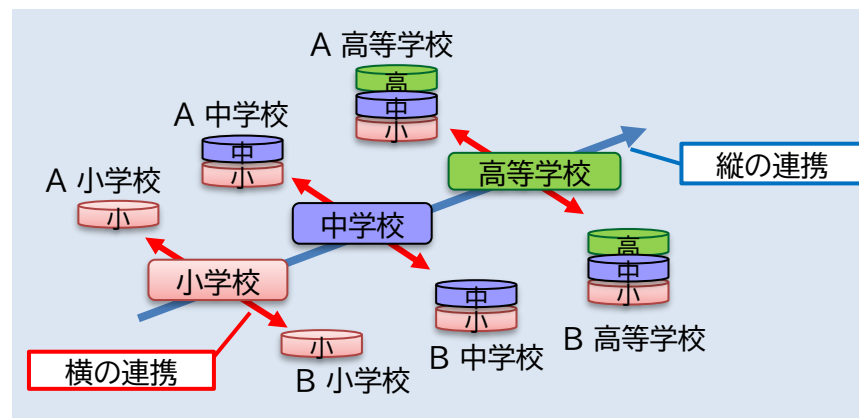 A 高等学校
高
中
小
A 中学校
中
小
A 小学校
小
高等学校
縦の連携
中学校
小学校
高
中
小
B 高等学校
中
小
B 中学校
小
B 小学校
横の連携